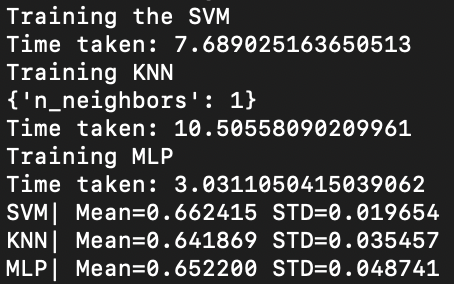 Training the SVM
Time taken: 7.689025163650513
Training KNN
{'n_neighbors': 1}
Time taken: 10.50558090209961
Training MLP
Time taken: 3.0311050415039062
SVM| Mean=0.662415 STD=0.019654
KNN| Mean=0.641869 STD=0.035457
MLP| Mean=0.652200 STD=0.048741